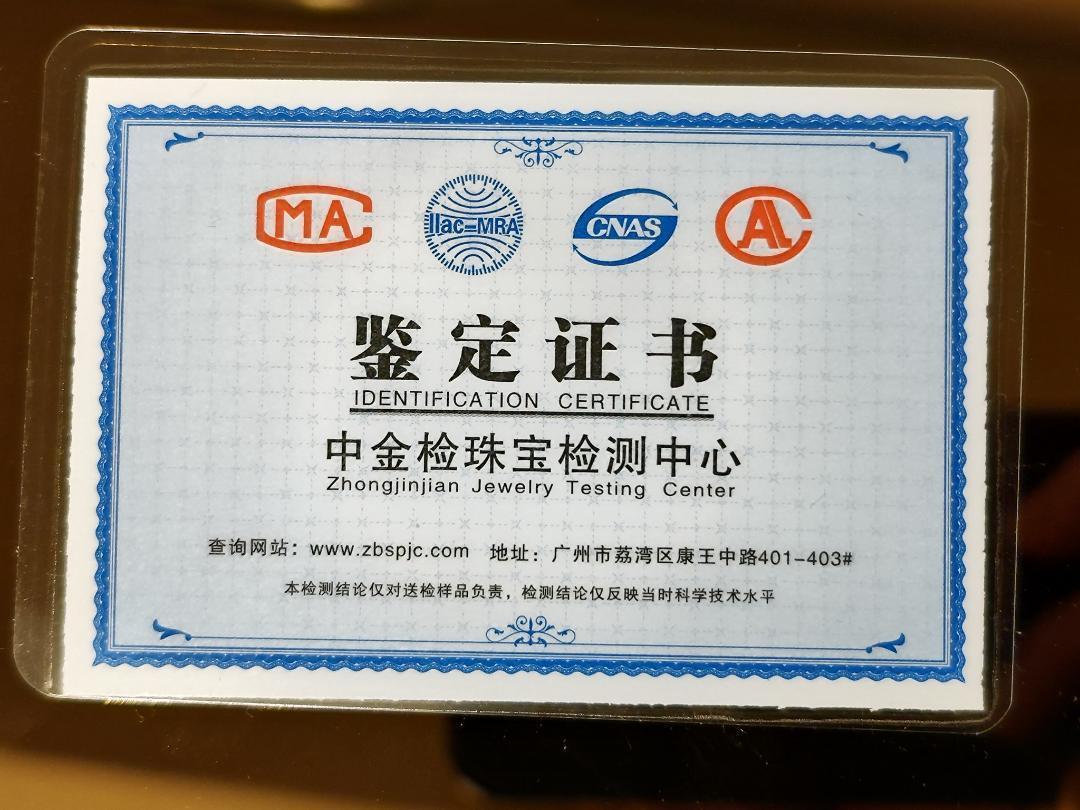 MA ilac-MRA CNAS AL
鉴定证书
IDENTIFICATION CERTIFICATE
中金检珠宝检测中心
Zhongjinjian Jewelry Testing Center
查询网站：www.zbspjc.com 地址：广州市荔湾区康王中路401-403#
本检测结论仅对送检样品负责，检测结论仅反映当时科学技术水平